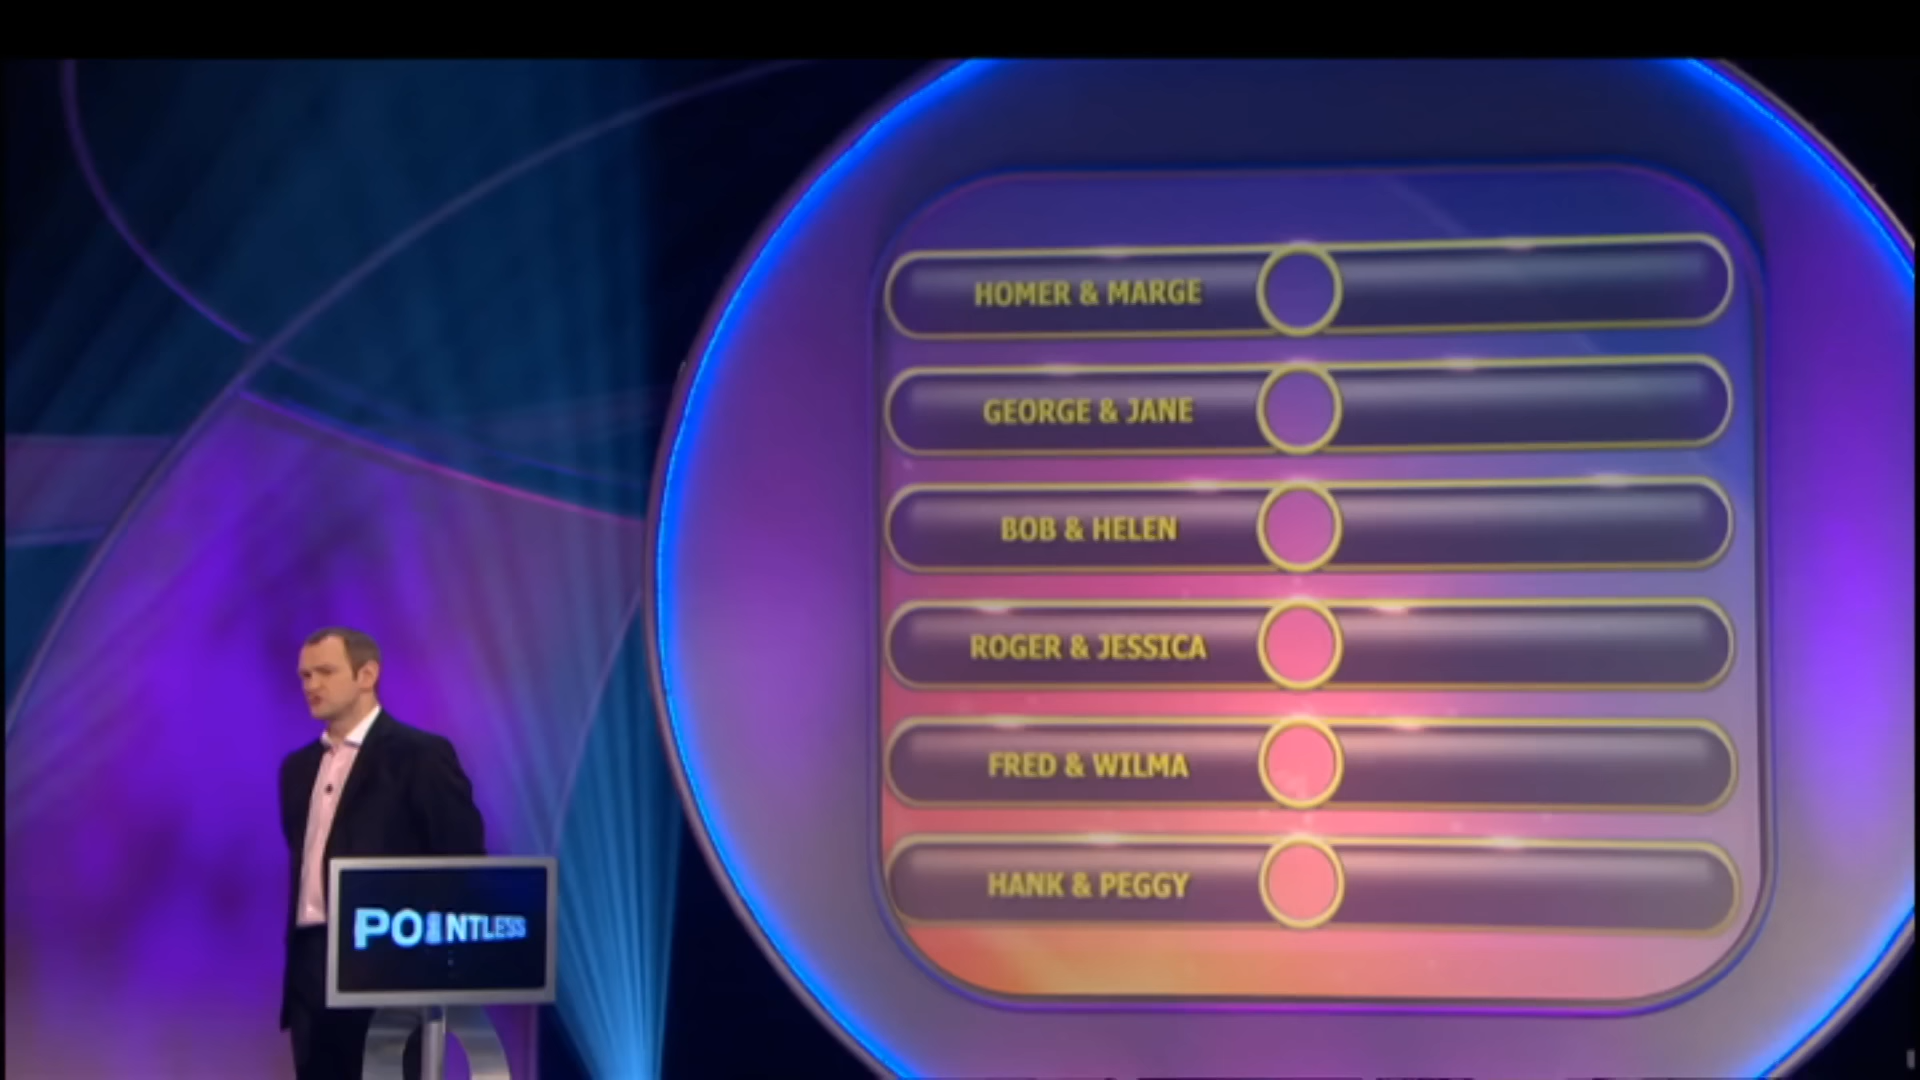 HOMER & MARGE
GEORGE & JANE
BOB & HELEN
ROGER & JESSICA
FRED & WILMA
HANK & PEGGY
POINTLESS